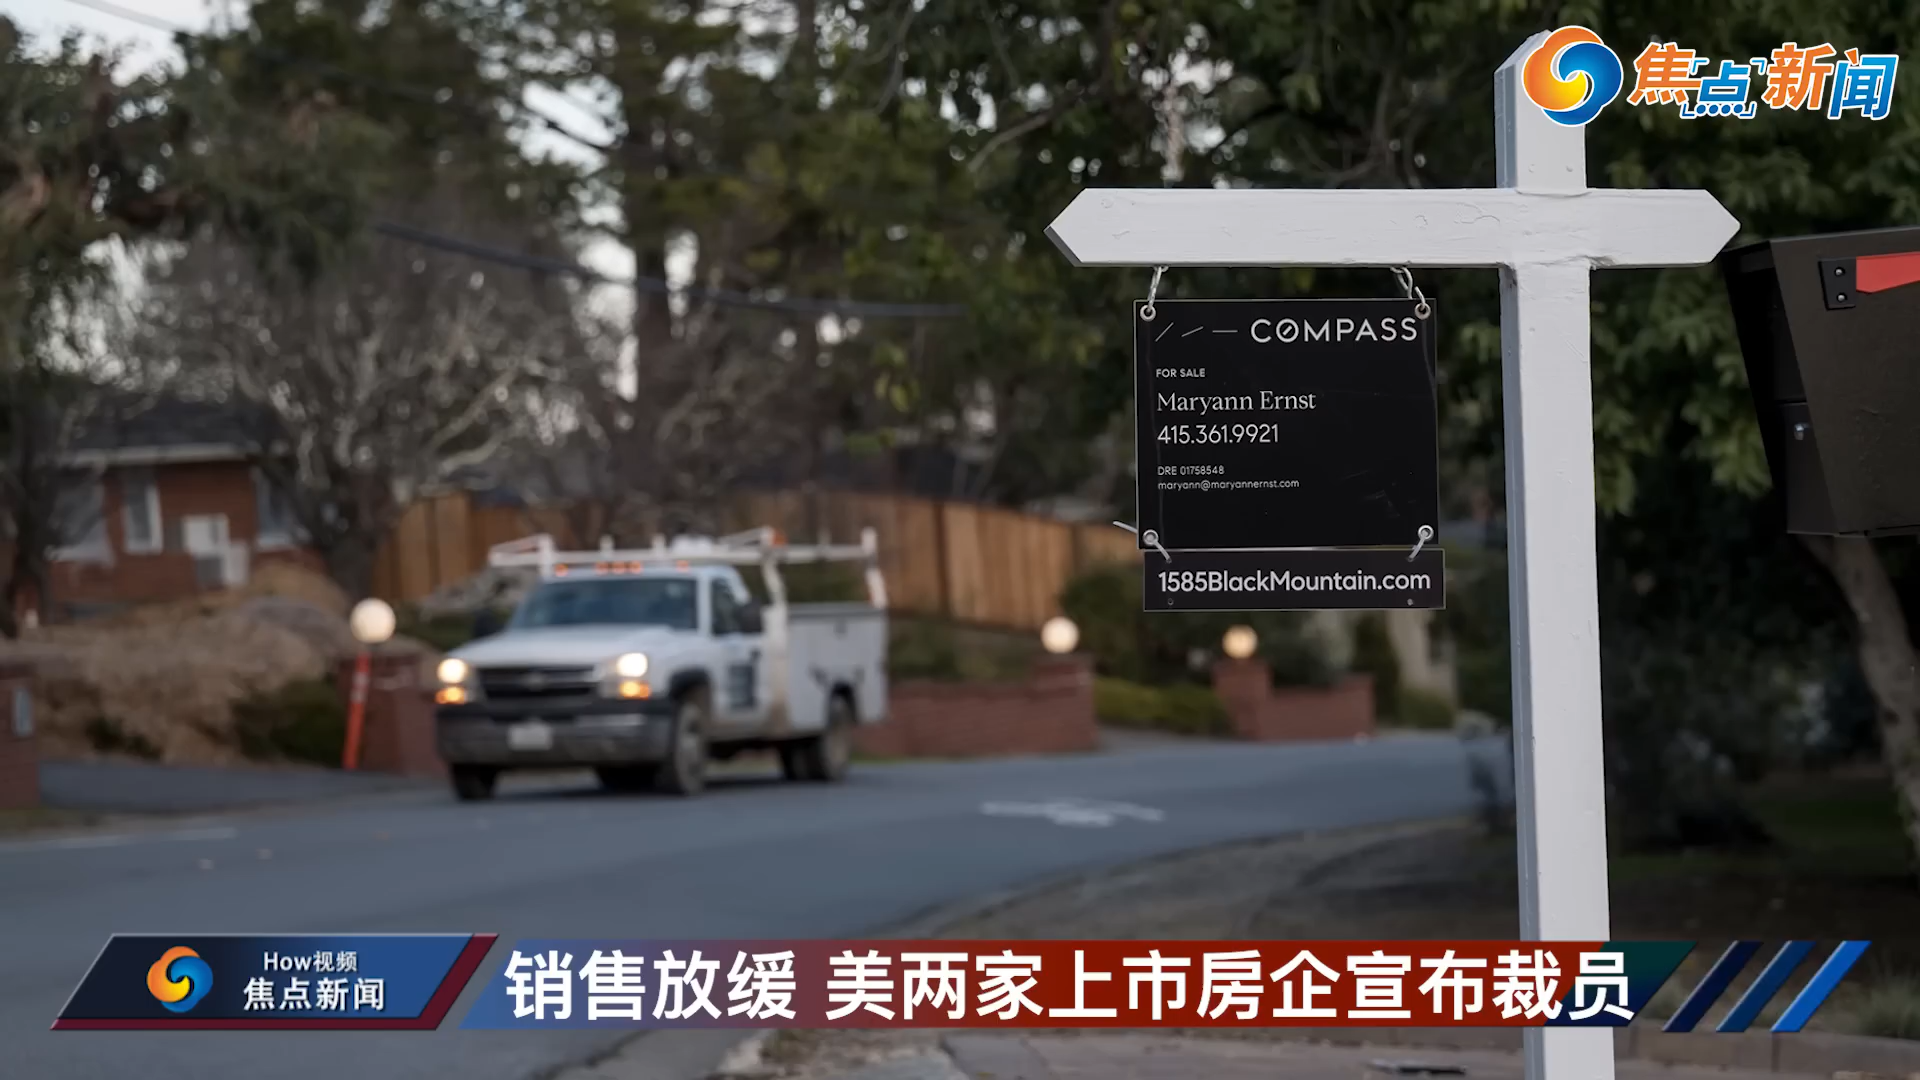 焦点新闻
COMPASS
FOR SALE
Maryann Ernst
415.361.9921
DRE 01758548
maryann@maryannernst.com
1585BlackMountain.com
How视频
焦点新闻
销售放缓 美两家上市房企宣布裁员